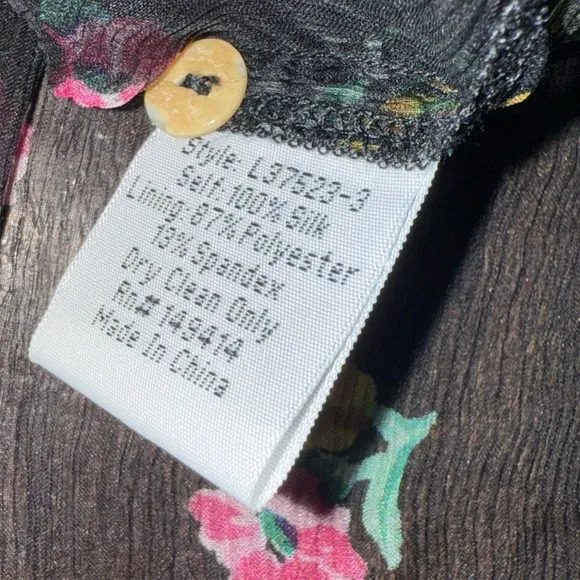 Style: L37523-3
Self: 100% Silk
Lining: 87% Polyester
13% Spandex
Dry Clean Only
Rn# 149414
Made In China